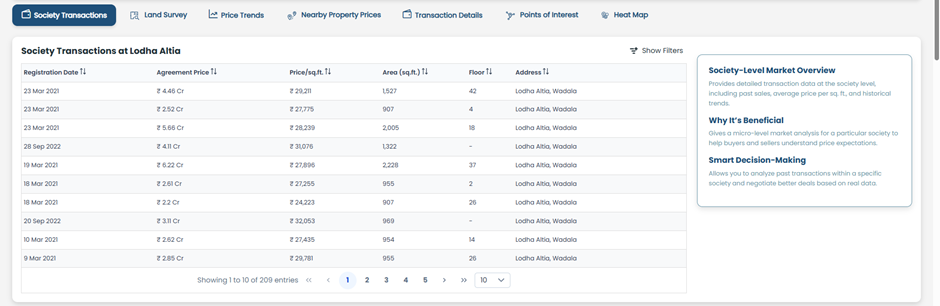 Society Transactions Land Survey Price Trends Nearby Property Prices Transaction Details Points of Interest Heat Map
Society Transactions at Lodha Altia
Show Filters
Registration Date Agreement Price Price/sq.ft. Area (sq.ft.) Floor Address
23 Mar 2021 ₹ 4.46 Cr ₹ 29,211 1,527 42 Lodha Altia, Wadala
23 Mar 2021 ₹ 2.52 Cr ₹ 27,775 907 4 Lodha Altia, Wadala
23 Mar 2021 ₹ 5.66 Cr ₹ 28,239 2,005 18 Lodha Altia, Wadala
28 Sep 2022 ₹ 4.11 Cr ₹ 31,076 1,322 - Lodha Altia, Wadala
19 Mar 2021 ₹ 6.22 Cr ₹ 27,896 2,228 37 Lodha Altia, Wadala
18 Mar 2021 ₹ 2.61 Cr ₹ 27,255 955 2 Lodha Altia, Wadala
18 Mar 2021 ₹ 2.2 Cr ₹ 24,223 907 26 Lodha Altia, Wadala
20 Sep 2022 ₹ 3.11 Cr ₹ 32,053 969 - Lodha Altia, Wadala
10 Mar 2021 ₹ 2.62 Cr ₹ 27,435 954 14 Lodha Altia, Wadala
9 Mar 2021 ₹ 2.85 Cr ₹ 29,781 955 26 Lodha Altia, Wadala
Showing 1 to 10 of 209 entries << < 1 2 3 4 5 > >> 10
Society-Level Market Overview
Provides detailed transaction data at the society level,
including past sales, average price per sq. ft., and historical
trends.
Why It's Beneficial
Gives a micro-level market analysis for a particular society to
help buyers and sellers understand price expectations.
Smart Decision-Making
Allows you to analyze past transactions within a specific
society and negotiate better deals based on real data.